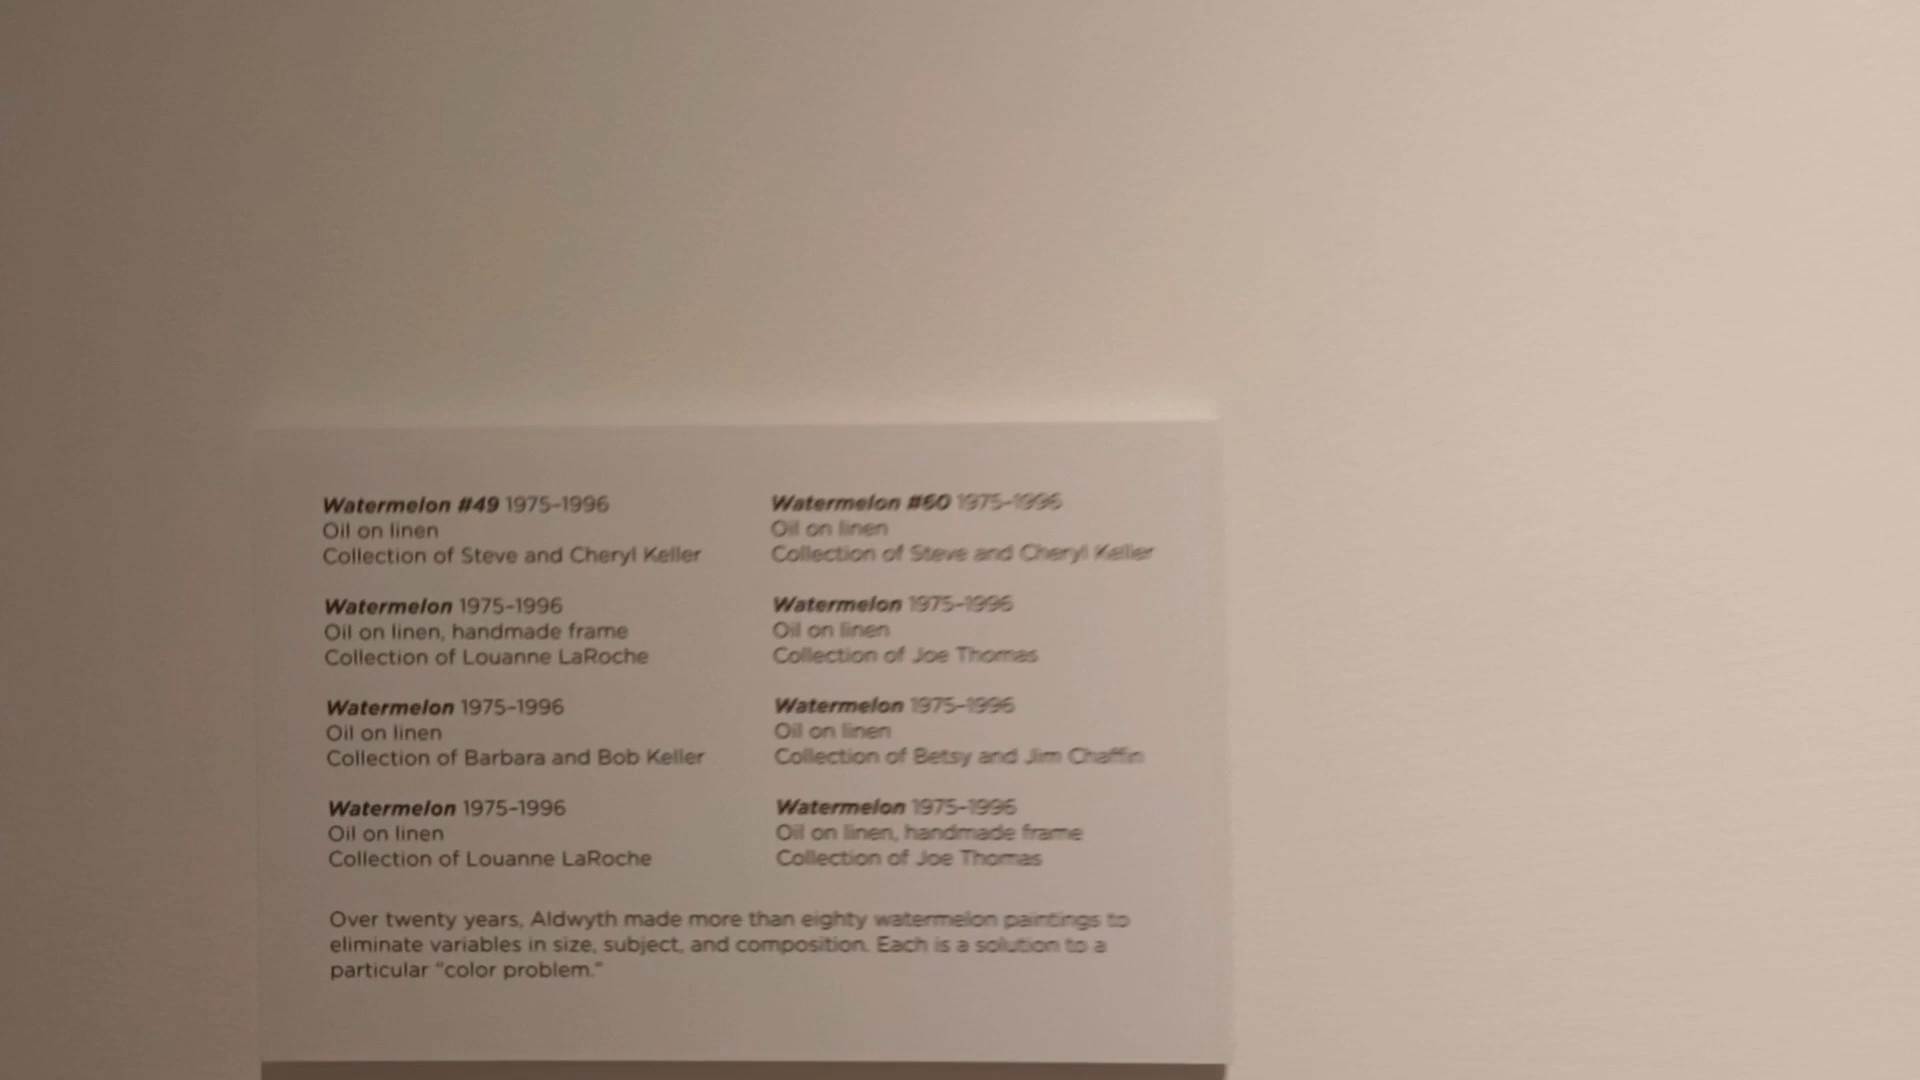 Watermelon #49 1975–1996
Oil on linen
Collection of Steve and Cheryl Keller
Watermelon 1975–1996
Oil on linen, handmade frame
Collection of Louanne LaRoche
Watermelon 1975–1996
Oil on linen
Collection of Barbara and Bob Keller
Watermelon 1975–1996
Oil on linen
Collection of Louanne LaRoche
Watermelon #60 1975–1996
Oil on linen
Collection of Steve and Cheryl Keller
Watermelon 1975–1996
Oil on linen
Collection of Joe Thomas
Watermelon 1975–1996
Oil on linen
Collection of Betsy and Jim Chaffin
Watermelon 1975–1996
Oil on linen, handmade frame
Collection of Joe Thomas
Over twenty years, Aldwyth made more than eighty watermelon paintings to
eliminate variables in size, subject, and composition. Each is a solution to a
particular “color problem.”